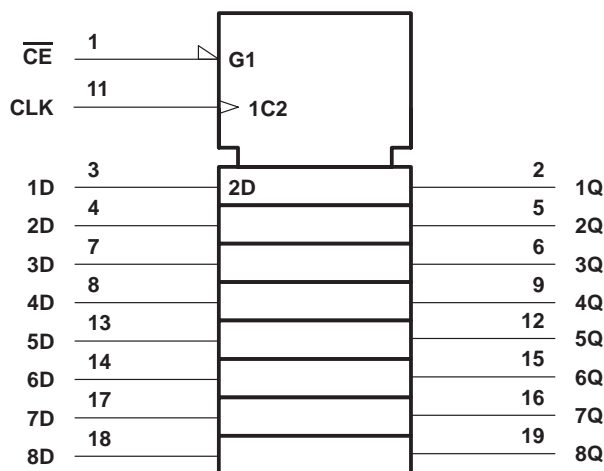 1
CE G1
11
CLK 1C2
3 2
1D 2D 1Q
4 5
2D 2Q
7 6
3D 3Q
8 9
4D 4Q
13 12
5D 5Q
14 15
6D 6Q
17 16
7D 7Q
18 19
8D 8Q